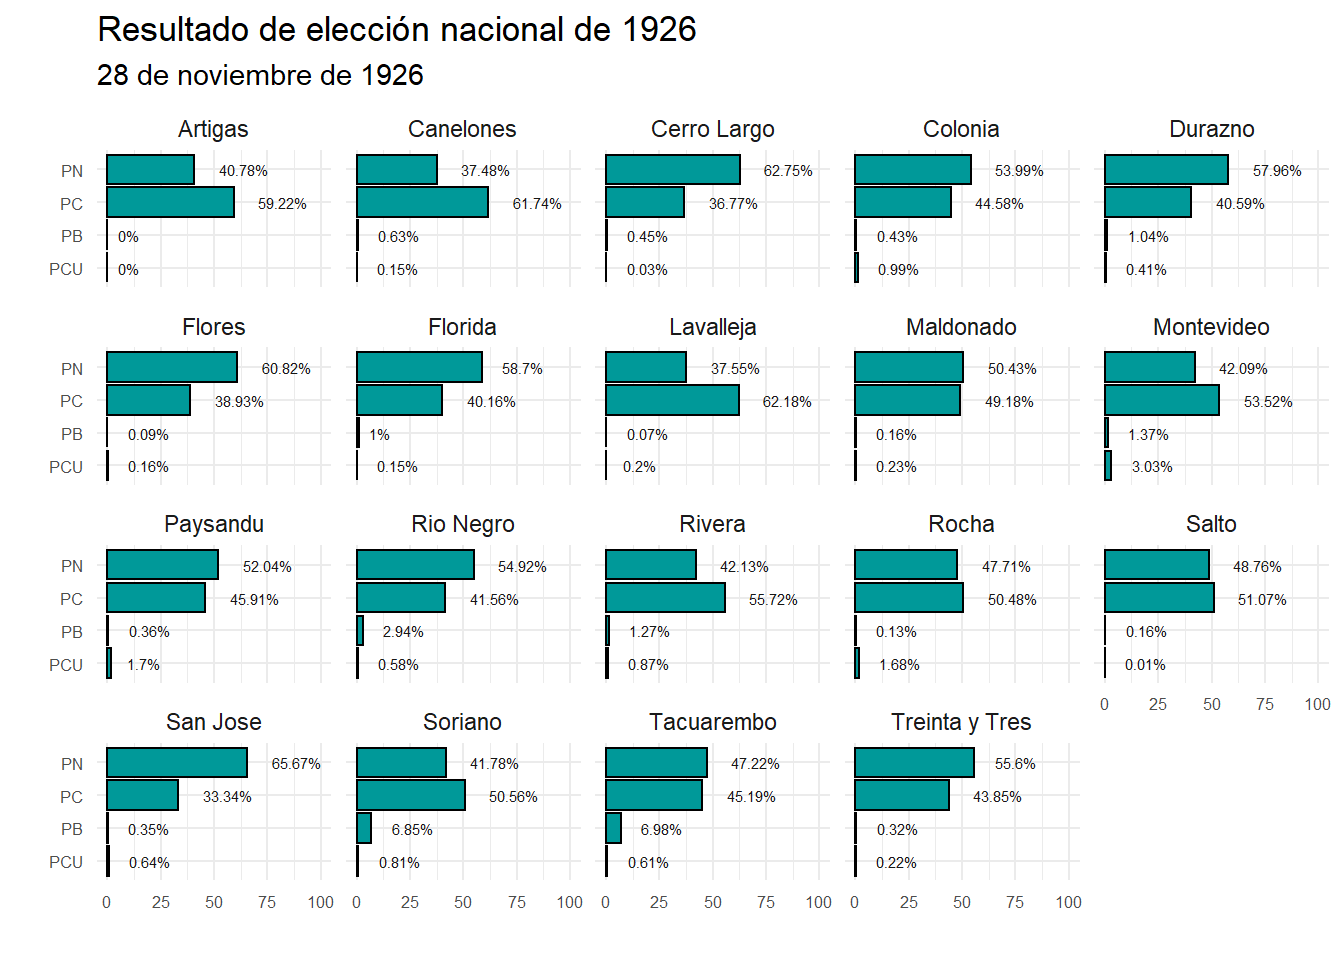 Resultado de elección nacional de 1926
28 de noviembre de 1926
Artigas Canelones Cerro Largo Colonia Durazno
PN 40.78% 37.48% 62.75% 53.99% 57.96%
PC 59.22% 61.74% 36.77% 44.58% 40.59%
PB 0% 0.63% 0.45% 0.43% 1.04%
PCU 0% 0.15% 0.03% 0.99% 0.41%
Flores Florida Lavalleja Maldonado Montevideo
PN 60.82% 58.7% 37.55% 50.43% 42.09%
PC 38.93% 40.16% 62.18% 49.18% 53.52%
PB 0.09% 1% 0.07% 0.16% 1.37%
PCU 0.16% 0.15% 0.2% 0.23% 3.03%
Paysandu Rio Negro Rivera Rocha Salto
PN 52.04% 54.92% 42.13% 47.71% 48.76%
PC 45.91% 41.56% 55.72% 50.48% 51.07%
PB 0.36% 2.94% 1.27% 0.13% 0.16%
PCU 1.7% 0.58% 0.87% 1.68% 0.01%
0 25 50 75 100
San Jose Soriano Tacuarembo Treinta y Tres
PN 65.67% 41.78% 47.22% 55.6%
PC 33.34% 50.56% 45.19% 43.85%
PB 0.35% 6.85% 6.98% 0.32%
PCU 0.64% 0.81% 0.61% 0.22%
0 25 50 75 100 0 25 50 75 100 0 25 50 75 100 0 25 50 75 100